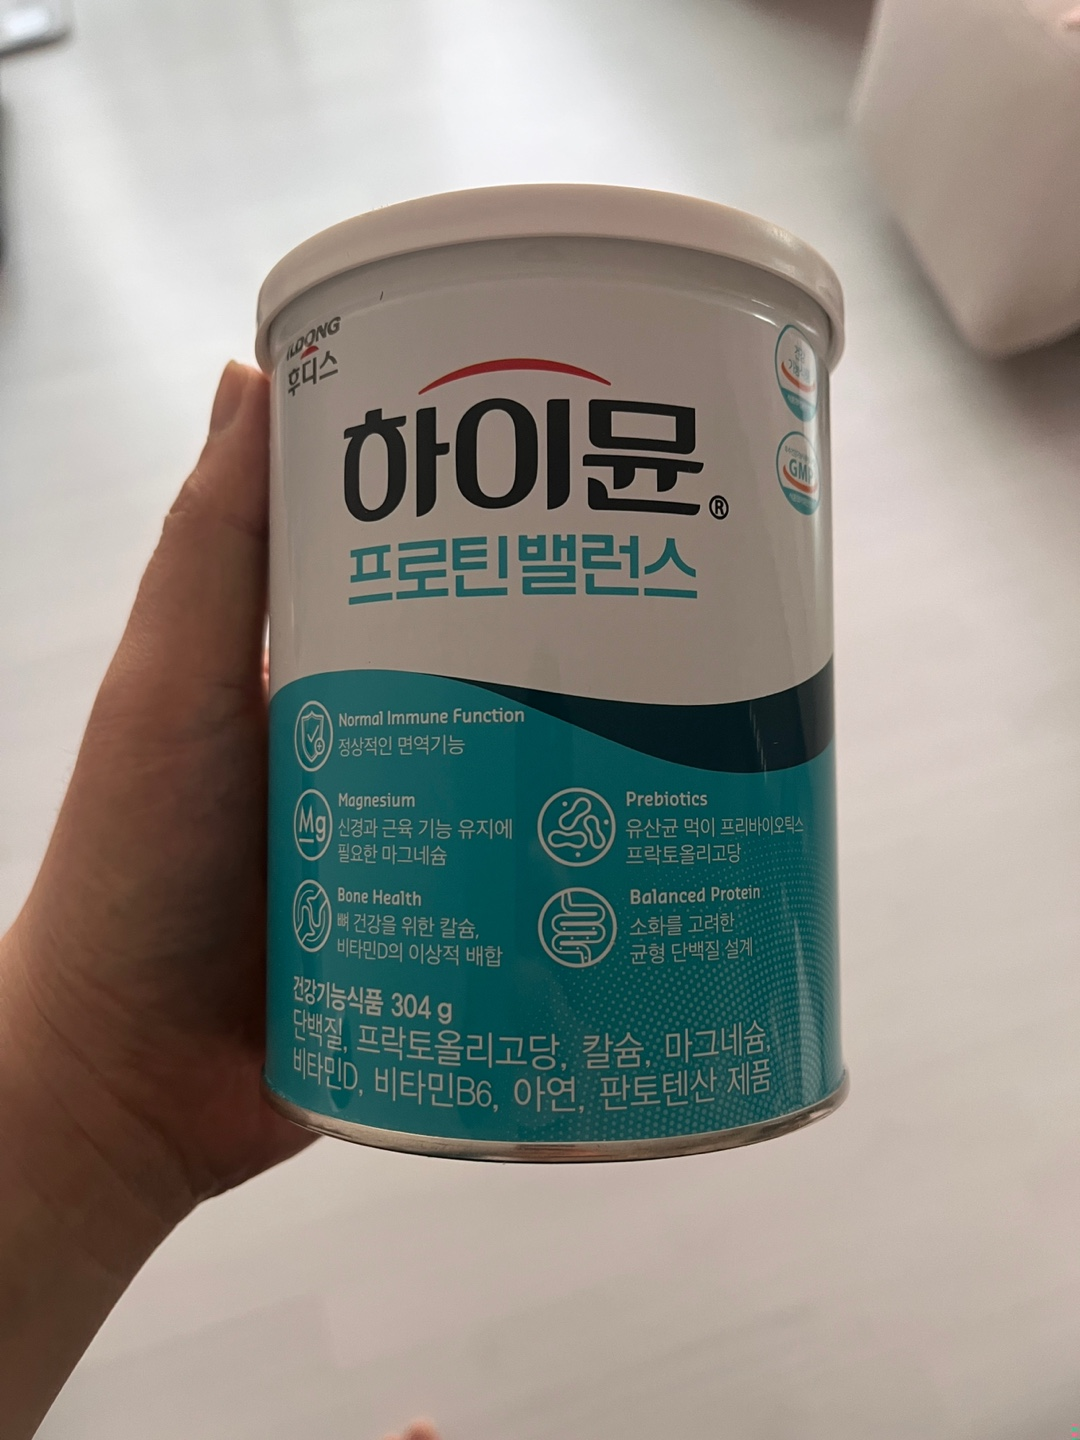 ILDONG
후디스
하이뮨®
프로틴밸런스
건강
기능식품
GMP
Normal Immune Function
정상적인 면역기능
Mg
Magnesium
신경과 근육 기능 유지에
필요한 마그네슘
Bone Health
뼈 건강을 위한 칼슘,
비타민D의 이상적 배합
Prebiotics
유산균 먹이 프리바이오틱스
프락토올리고당
Balanced Protein
소화를 고려한
균형 단백질 설계
건강기능식품 304 g
단백질, 프락토올리고당, 칼슘, 마그네슘,
비타민D, 비타민B6, 아연, 판토텐산 제품